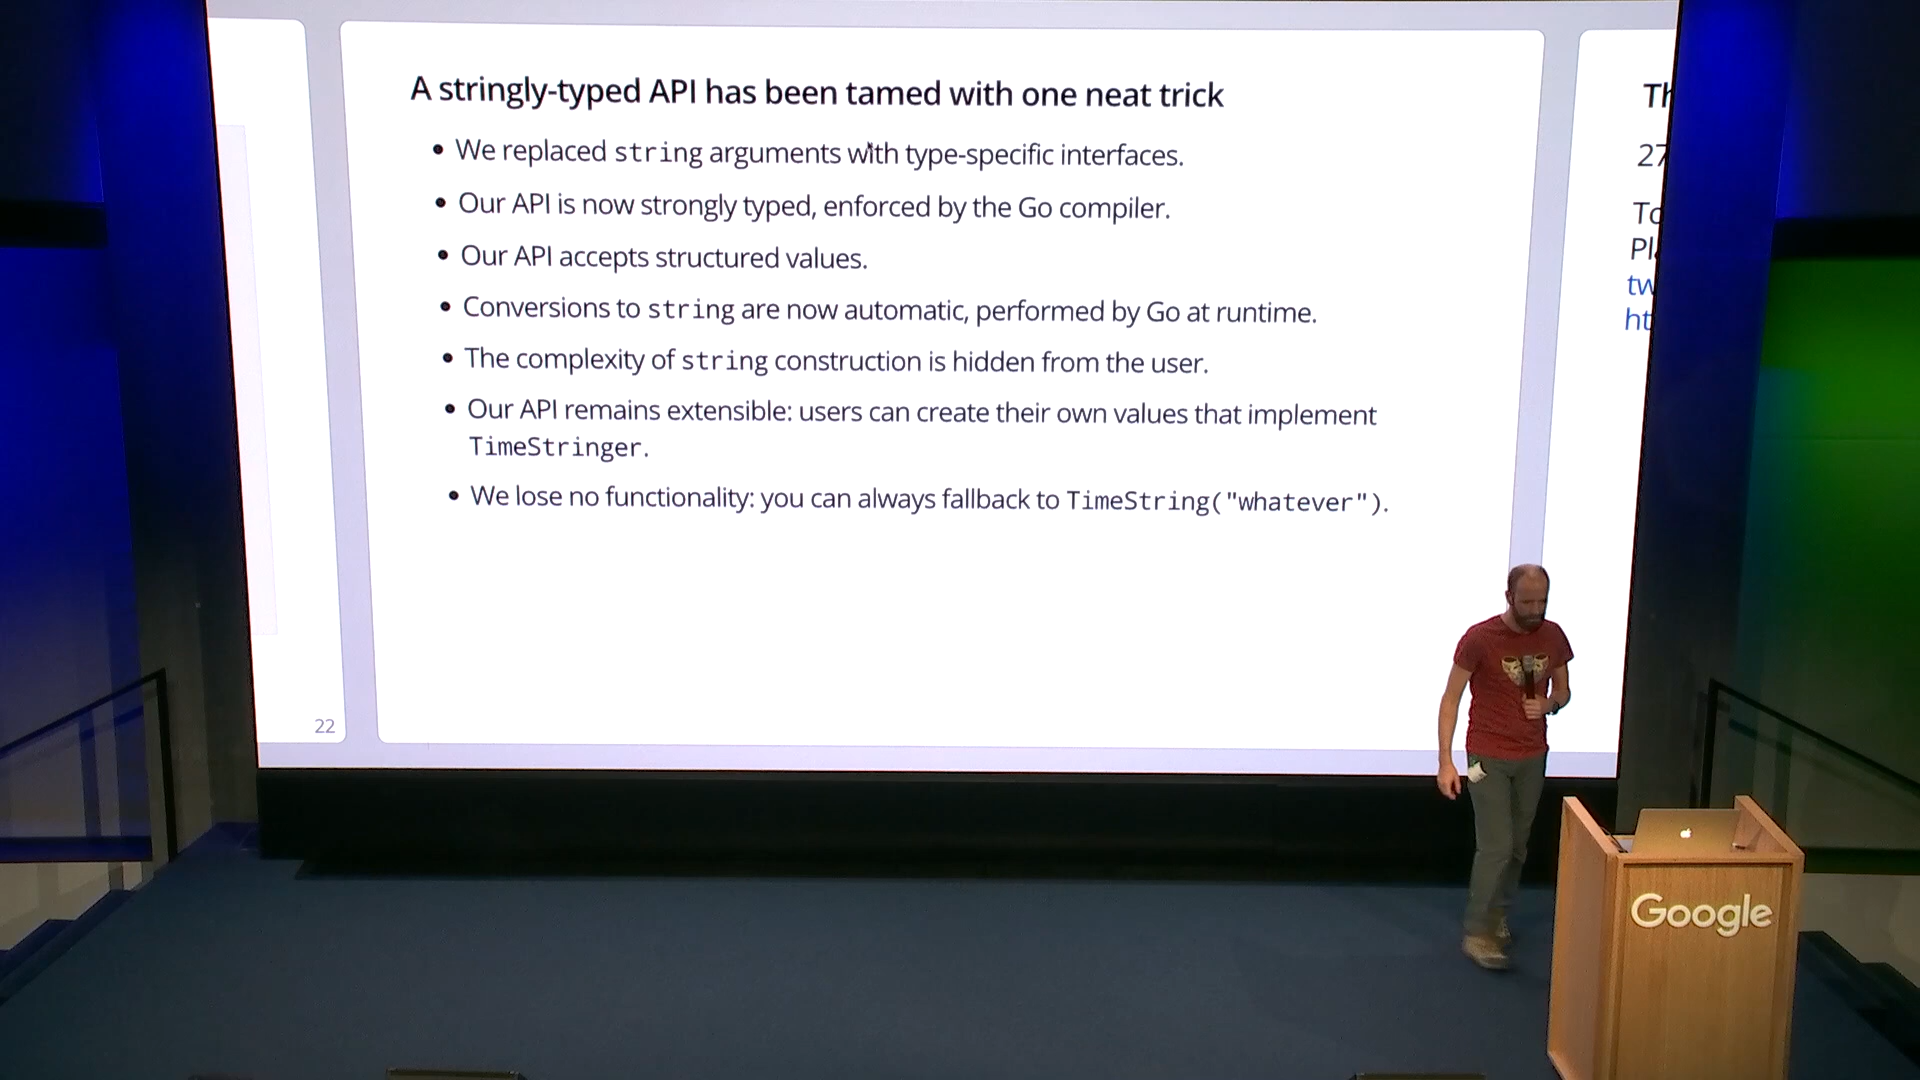 A stringly-typed API has been tamed with one neat trick
• We replaced string arguments with type-specific interfaces.
• Our API is now strongly typed, enforced by the Go compiler.
• Our API accepts structured values.
• Conversions to string are now automatic, performed by Go at runtime.
• The complexity of string construction is hidden from the user.
• Our API remains extensible: users can create their own values that implement
TimeStringer.
• We lose no functionality: you can always fallback to TimeString("whatever").
22
27
tw
ht
Google